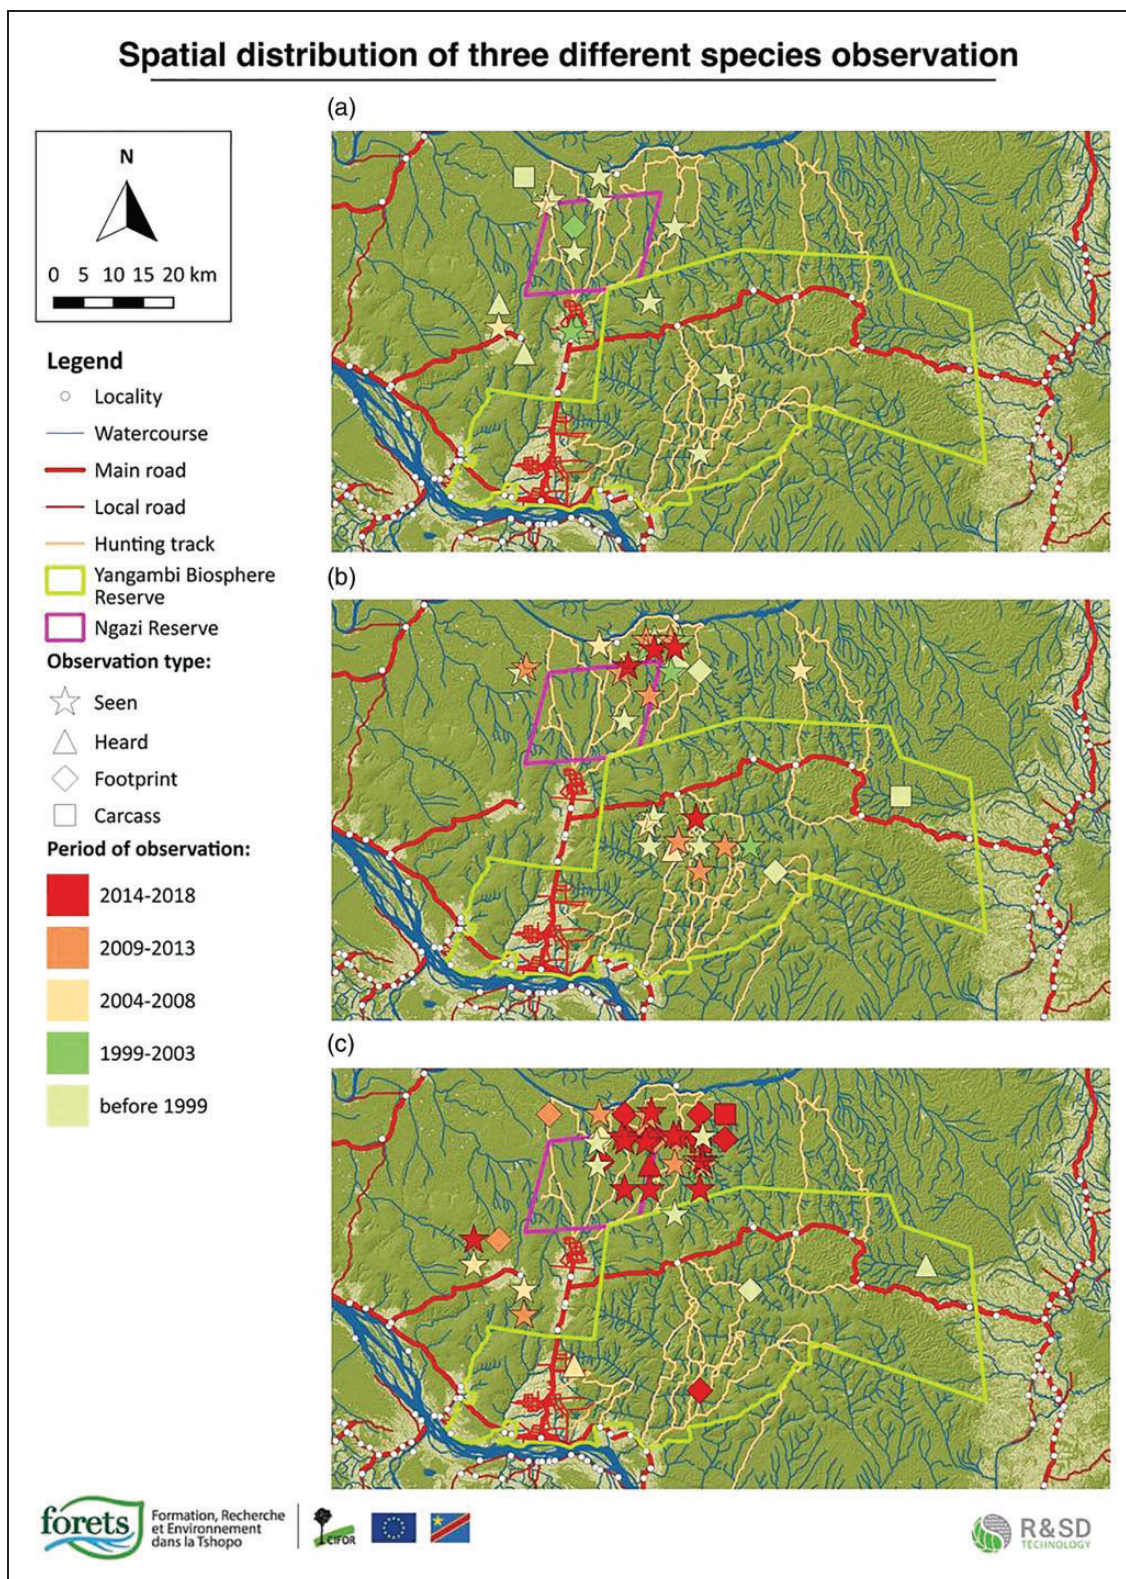 Spatial distribution of three different species observation
(a)
N
0 5 10 15 20 km
Legend
Locality
Watercourse
Main road
Local road
Hunting track
Yangambi Biosphere
Reserve
Ngazi Reserve
Observation type:
Seen
Heard
Footprint
Carcass
Period of observation:
2014-2018
2009-2013
2004-2008
1999-2003
before 1999
(b)
(c)
forets
Formation, Recherche
et Environnement
dans la Tshopo
CIFOR
R&SD
TECHNOLOGY